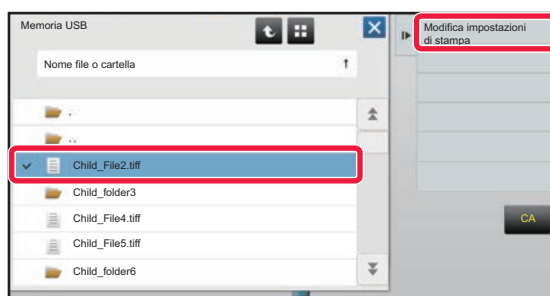 Memoria USB
Modifica impostazioni
di stampa
Nome file o cartella
.
..
Child_File2.tiff
Child_folder3
Child_File4.tiff
CA
Child_File5.tiff
Child_folder6